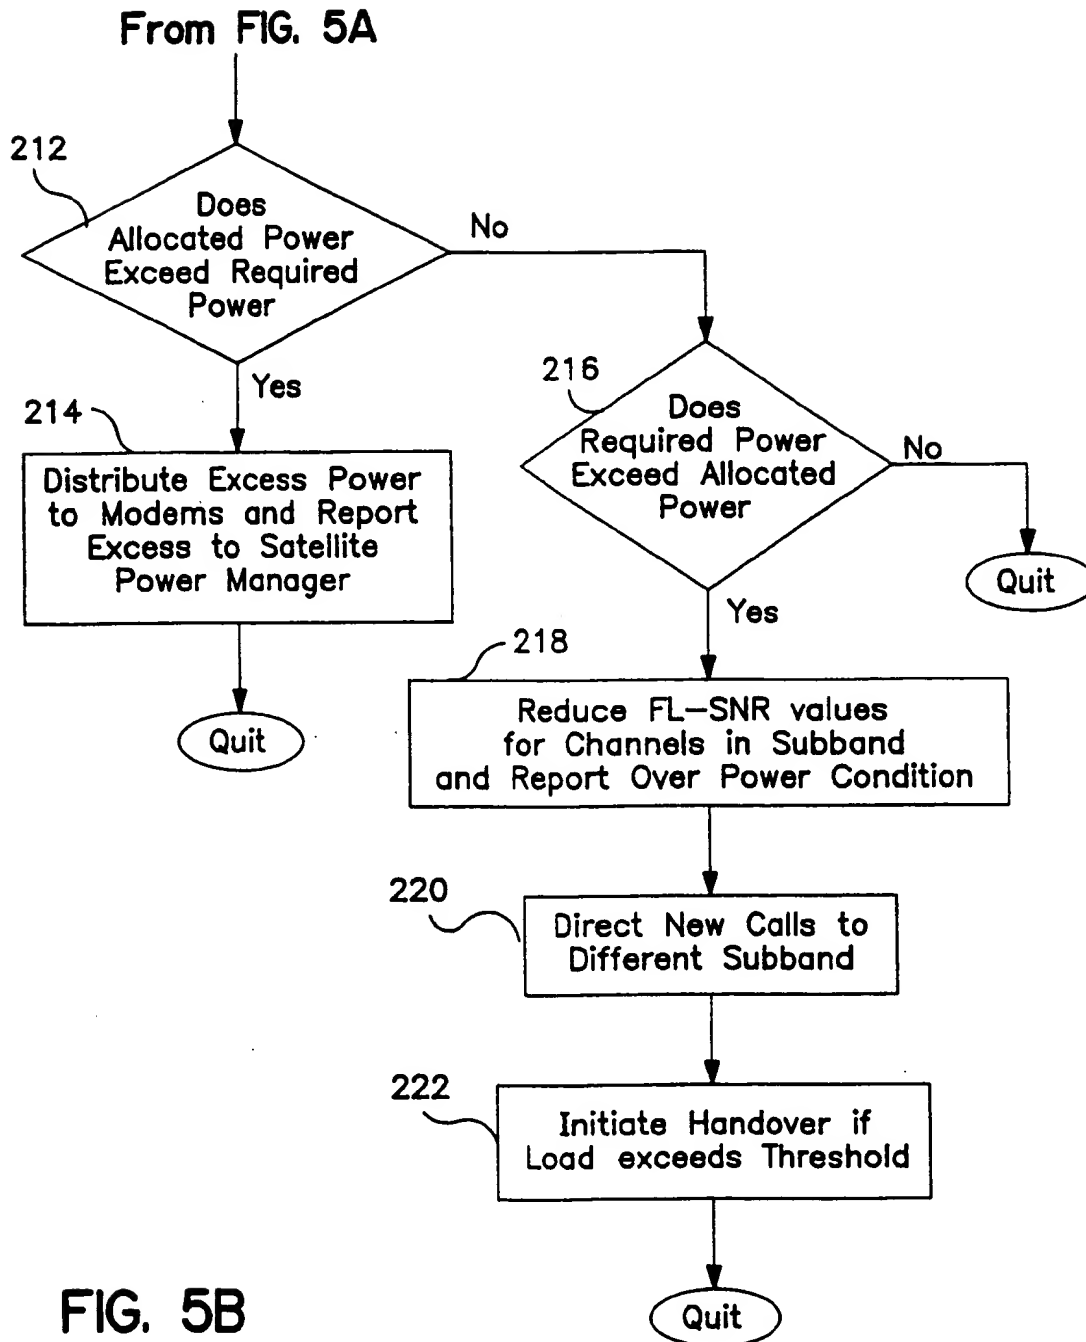 From FIG. 5A
212
Does
Allocated Power
Exceed Required
Power
No
Yes
214
Distribute Excess Power
to Modems and Report
Excess to Satellite
Power Manager
Quit
216
Does
Required Power
Exceed Allocated
Power
No
Quit
Yes
218
Reduce FL-SNR values
for Channels in Subband
and Report Over Power Condition
220
Direct New Calls to
Different Subband
222
Initiate Handover if
Load exceeds Threshold
Quit
FIG. 5B